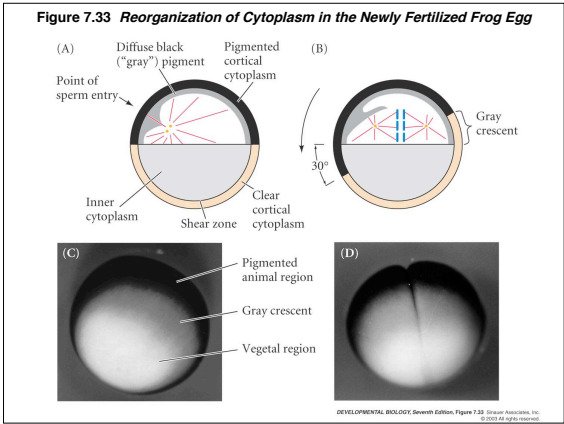 Figure 7.33 Reorganization of Cytoplasm in the Newly Fertilized Frog Egg
(A)
Diffuse black
(“gray”) pigment
Pigmented
cortical
cytoplasm
(B)
Point of
sperm entry
Gray
crescent
30°
Inner
cytoplasm
Shear zone
Clear
cortical
cytoplasm
(C)
Pigmented
animal region
Gray crescent
Vegetal region
(D)
DEVELOPMENTAL BIOLOGY, Seventh Edition, Figure 7.33 Sinauer Associates, Inc.
© 2003 All rights reserved.